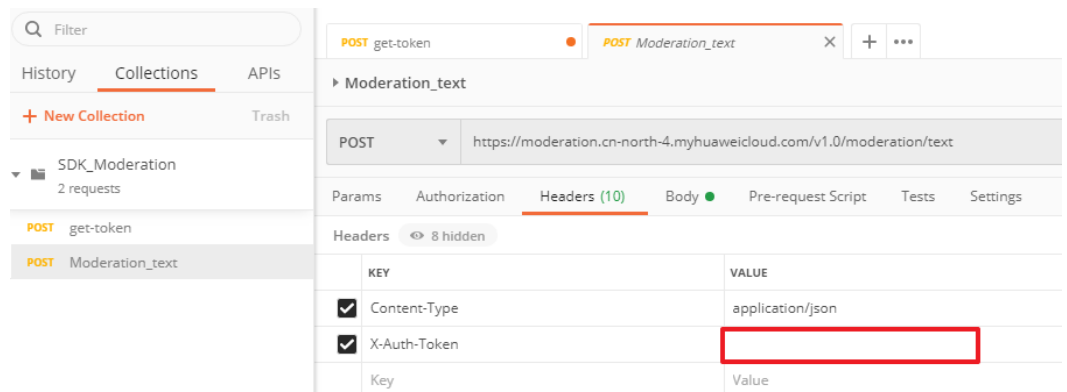 Filter
History Collections APIs
+ New Collection Trash
SDK_Moderation
2 requests
POST get-token
POST Moderation_text
POST get-token
POST Moderation_text
Moderation_text
POST https://moderation.cn-north-4.myhuaweicloud.com/v1.0/moderation/text
Params Authorization Headers (10) Body Pre-request Script Tests Settings
Headers 8 hidden
KEY VALUE
Content-Type application/json
X-Auth-Token
Key Value